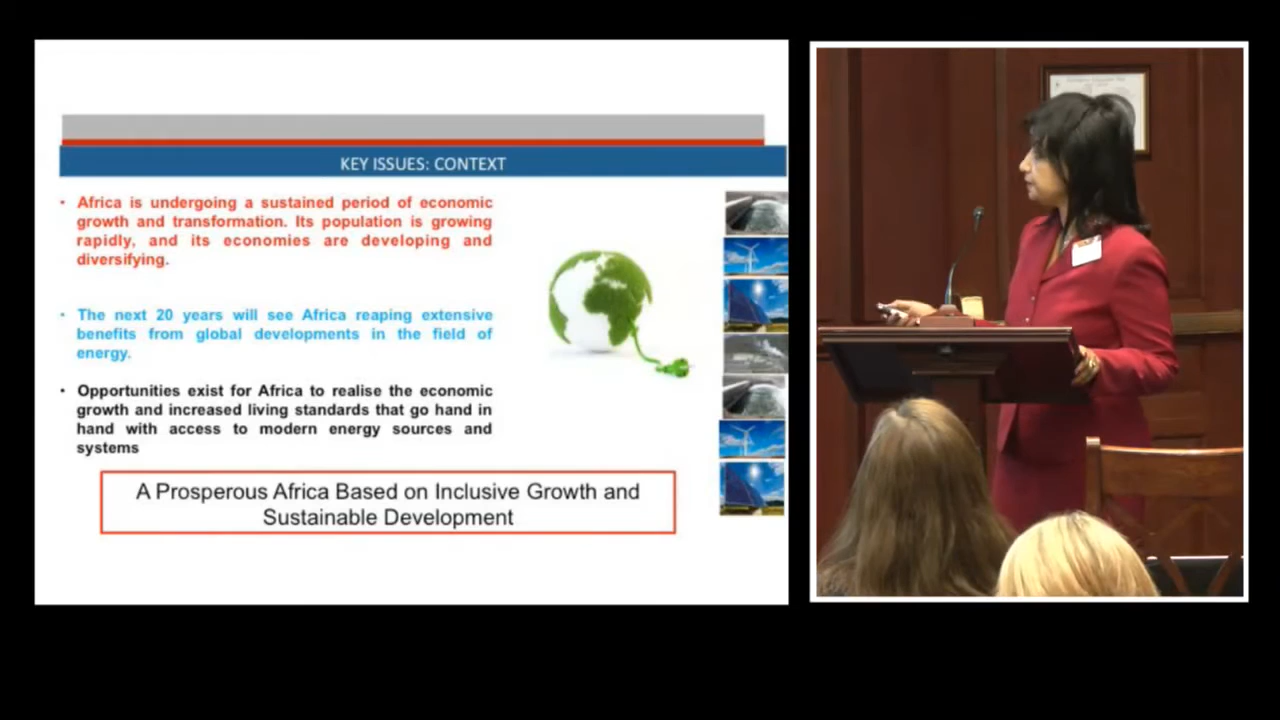 KEY ISSUES: CONTEXT
• Africa is undergoing a sustained period of economic
growth and transformation. Its population is growing
rapidly, and its economies are developing and
diversifying.
• The next 20 years will see Africa reaping extensive
benefits from global developments in the field of
energy.
• Opportunities exist for Africa to realise the economic
growth and increased living standards that go hand in
hand with access to modern energy sources and
systems
A Prosperous Africa Based on Inclusive Growth and
Sustainable Development